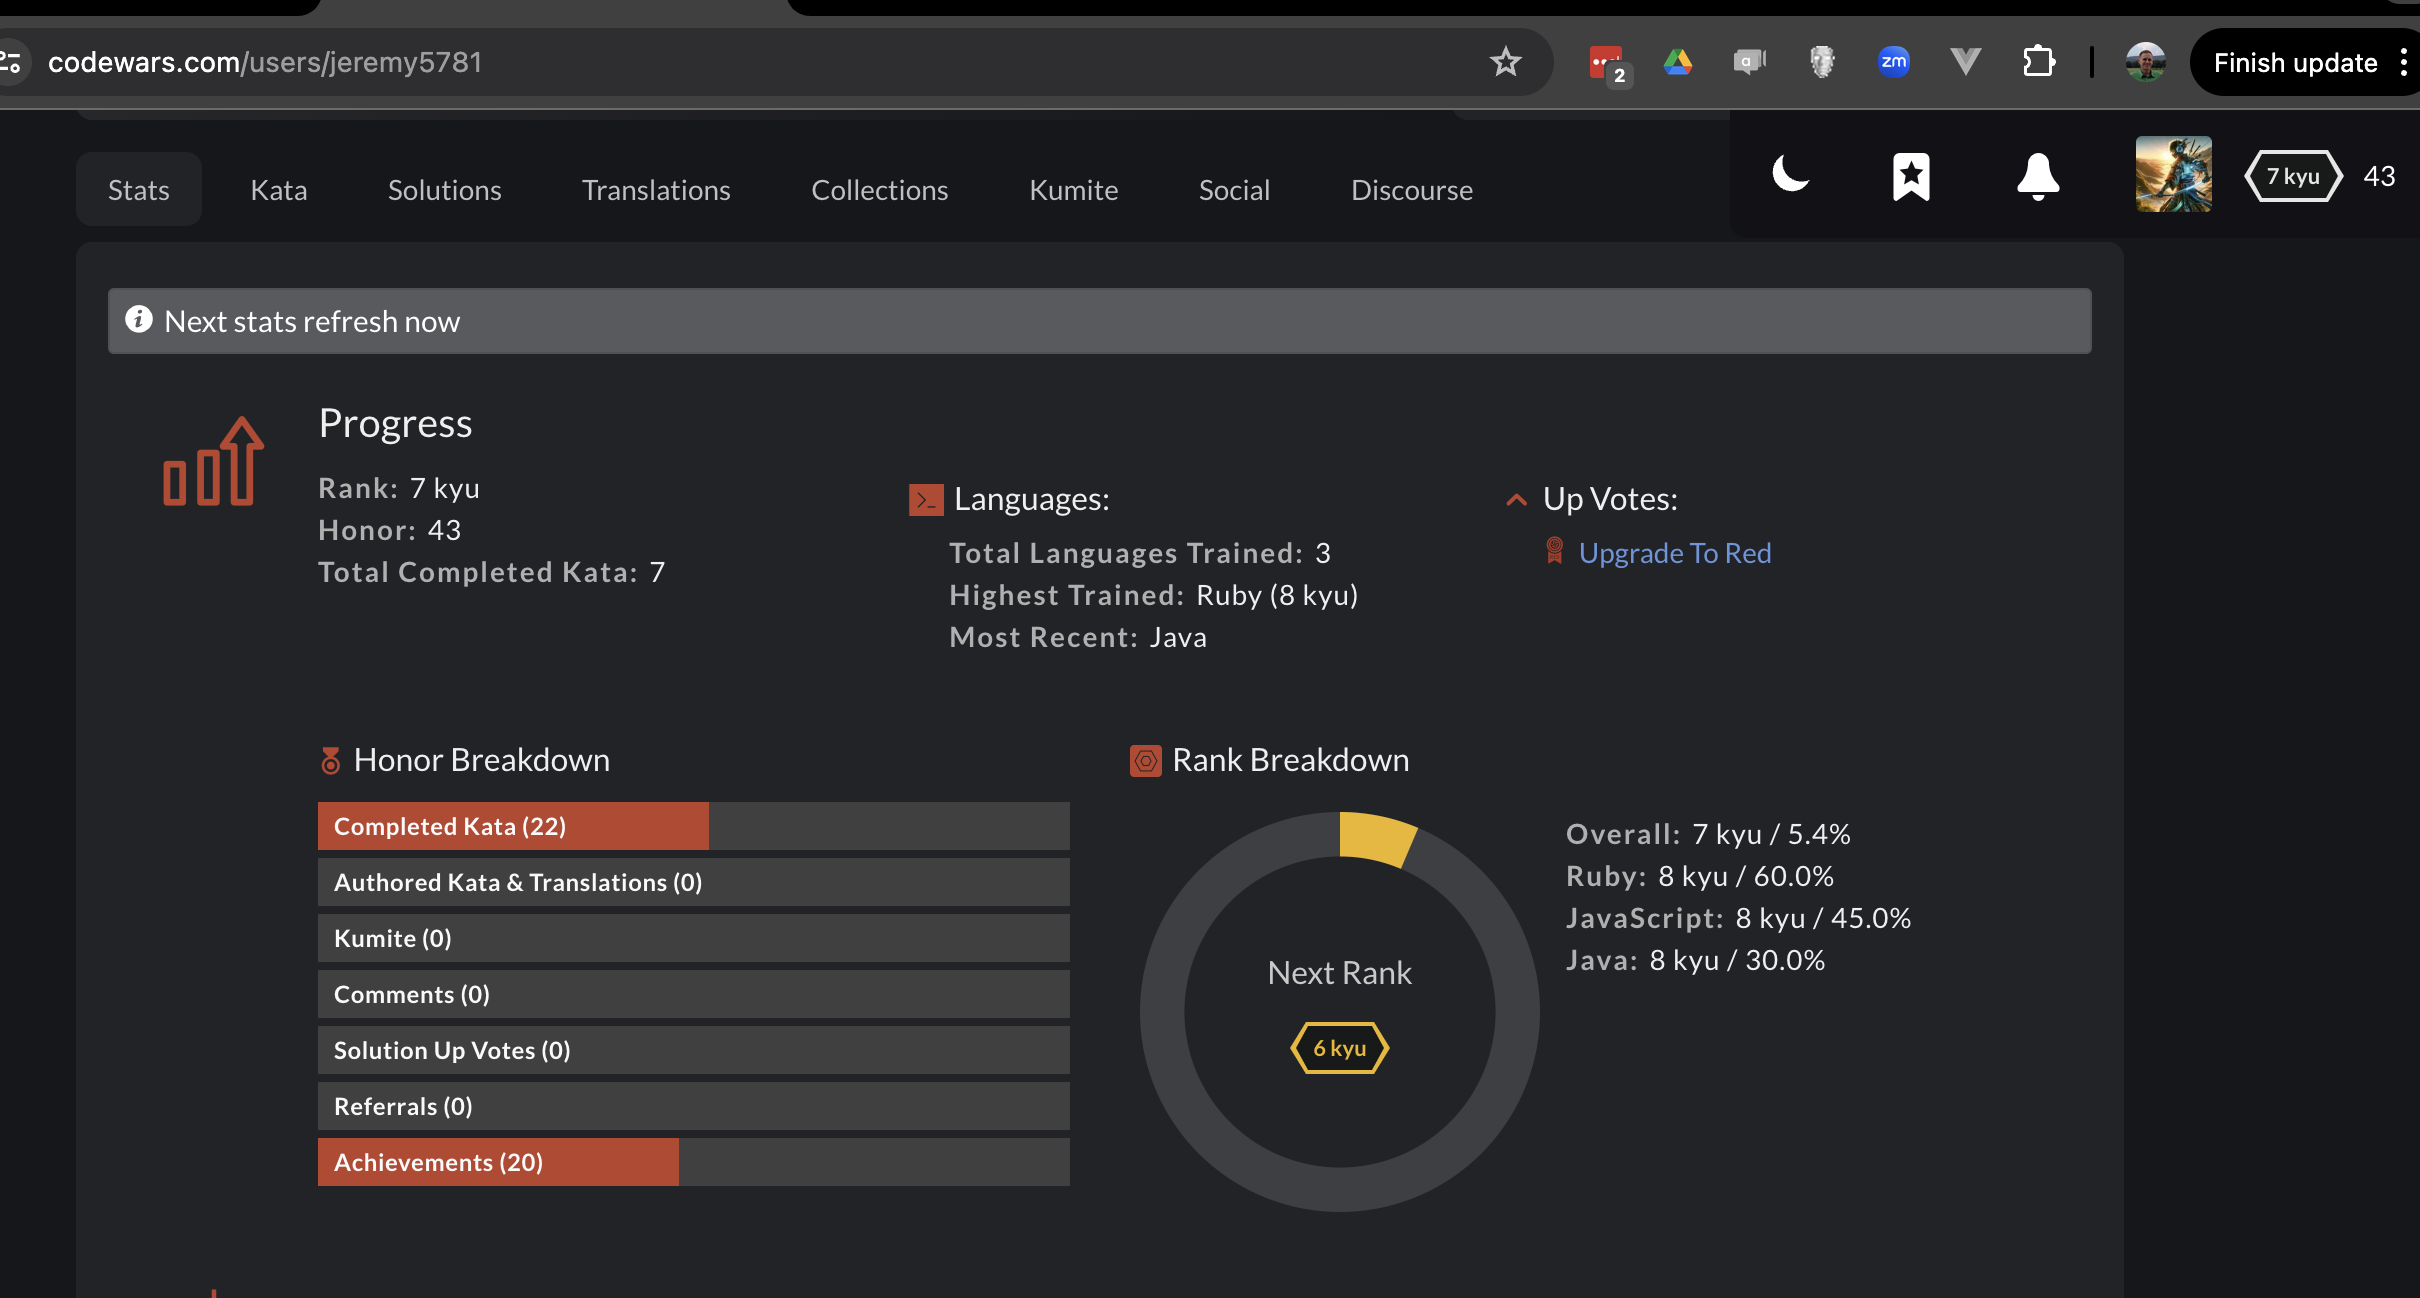 codewars.com/users/jeremy5781
2
a
zm
Finish update
Stats
Kata
Solutions
Translations
Collections
Kumite
Social
Discourse
7 kyu
43
Next stats refresh now
Progress
Rank: 7 kyu
Honor: 43
Total Completed Kata: 7
Languages:
Total Languages Trained: 3
Highest Trained: Ruby (8 kyu)
Most Recent: Java
Up Votes:
Upgrade To Red
Honor Breakdown
Completed Kata (22)
Authored Kata & Translations (0)
Kumite (0)
Comments (0)
Solution Up Votes (0)
Referrals (0)
Achievements (20)
Rank Breakdown
Next Rank
6 kyu
Overall: 7 kyu / 5.4%
Ruby: 8 kyu / 60.0%
JavaScript: 8 kyu / 45.0%
Java: 8 kyu / 30.0%